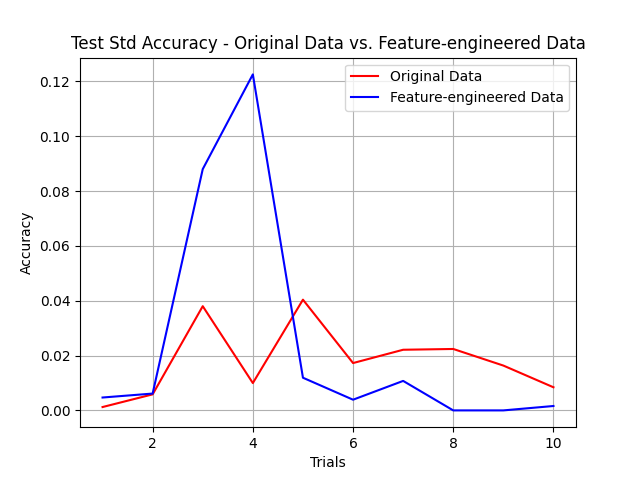 Test Std Accuracy - Original Data vs. Feature-engineered Data
Original Data
Feature-engineered Data
0.12
0.10
0.08
0.06
0.04
0.02
0.00
Accuracy
2
4
6
8
10
Trials